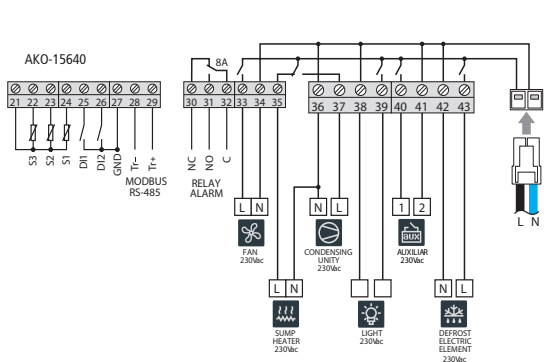 AKO-15640
8A
21 22 23 24 25 26 27 28 29
30 31 32 33 34 35
36 37 38 39 40 41 42 43
S3
S2
S1
DI1
DI2
GND
Tr-
Tr+
MODBUS
RS-485
NC
NO
C
RELAY
ALARM
L N
FAN
230Vac
N L
CONDENSING
UNITY
230Vac
1 2
aux
AUXILIAR
230Vac
L N
L N
SUMP
HEATER
230Vac
LIGHT
230Vac
N L
DEFROST
ELECTRIC
ELEMENT
230Vac